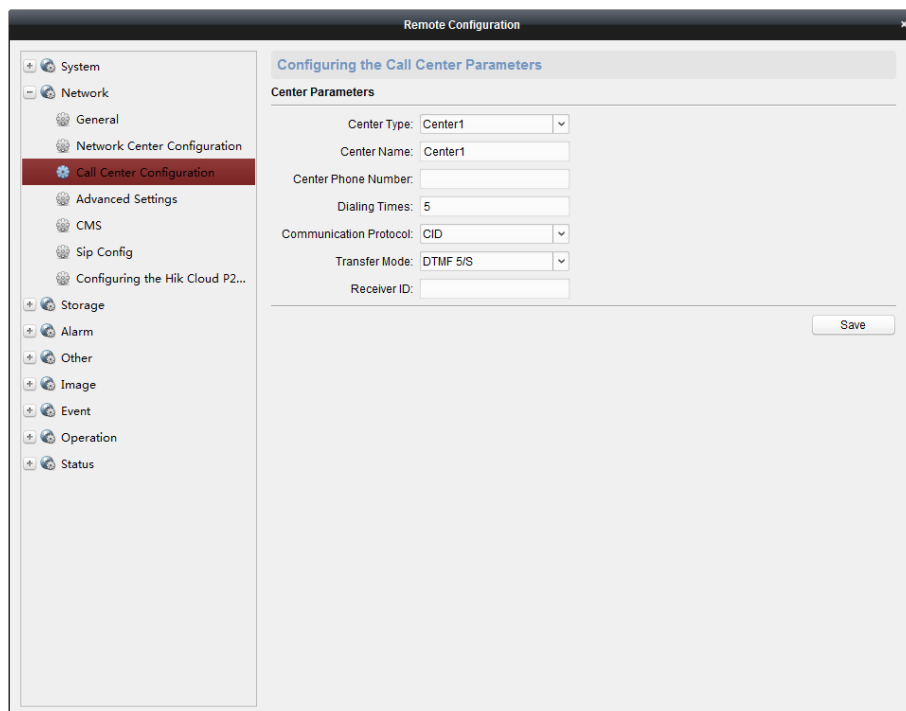 Remote Configuration
System
Network
General
Network Center Configuration
Call Center Configuration
Advanced Settings
CMS
Sip Config
Configuring the Hik Cloud P2...
Storage
Alarm
Other
Image
Event
Operation
Status
Configuring the Call Center Parameters
Center Parameters
Center Type: Center1
Center Name: Center1
Center Phone Number:
Dialing Times: 5
Communication Protocol: CID
Transfer Mode: DTMF 5/S
Receiver ID:
Save